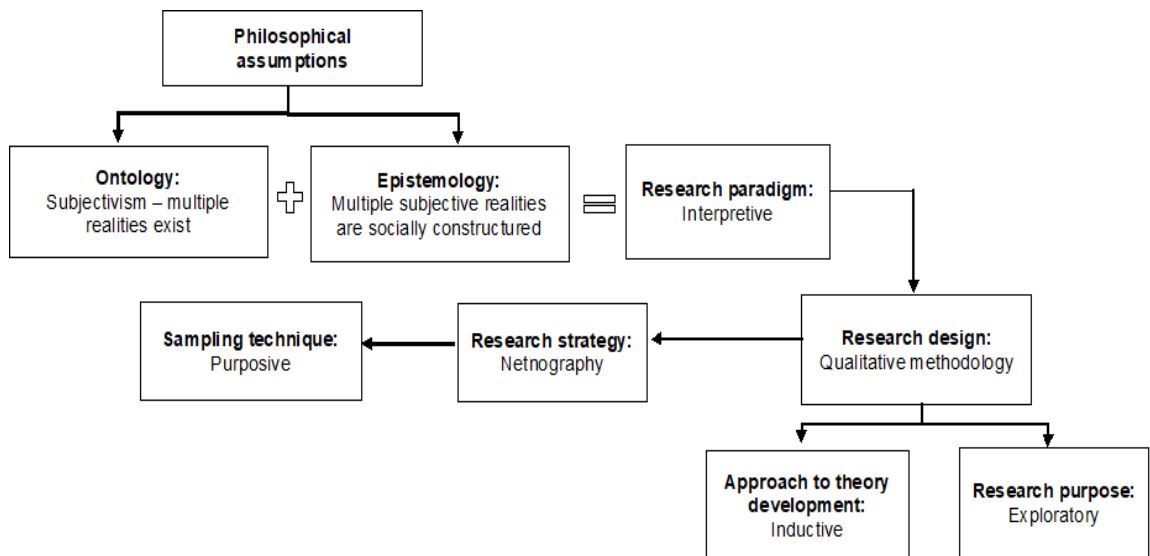 Philosophical
assumptions
Ontology:
Subjectivism – multiple
realities exist
Epistemology:
Multiple subjective realities
are socially constructured
Research paradigm:
Interpretive
Sampling technique:
Purposive
Research strategy:
Netnography
Research design:
Qualitative methodology
Approach to theory
development:
Inductive
Research purpose:
Exploratory